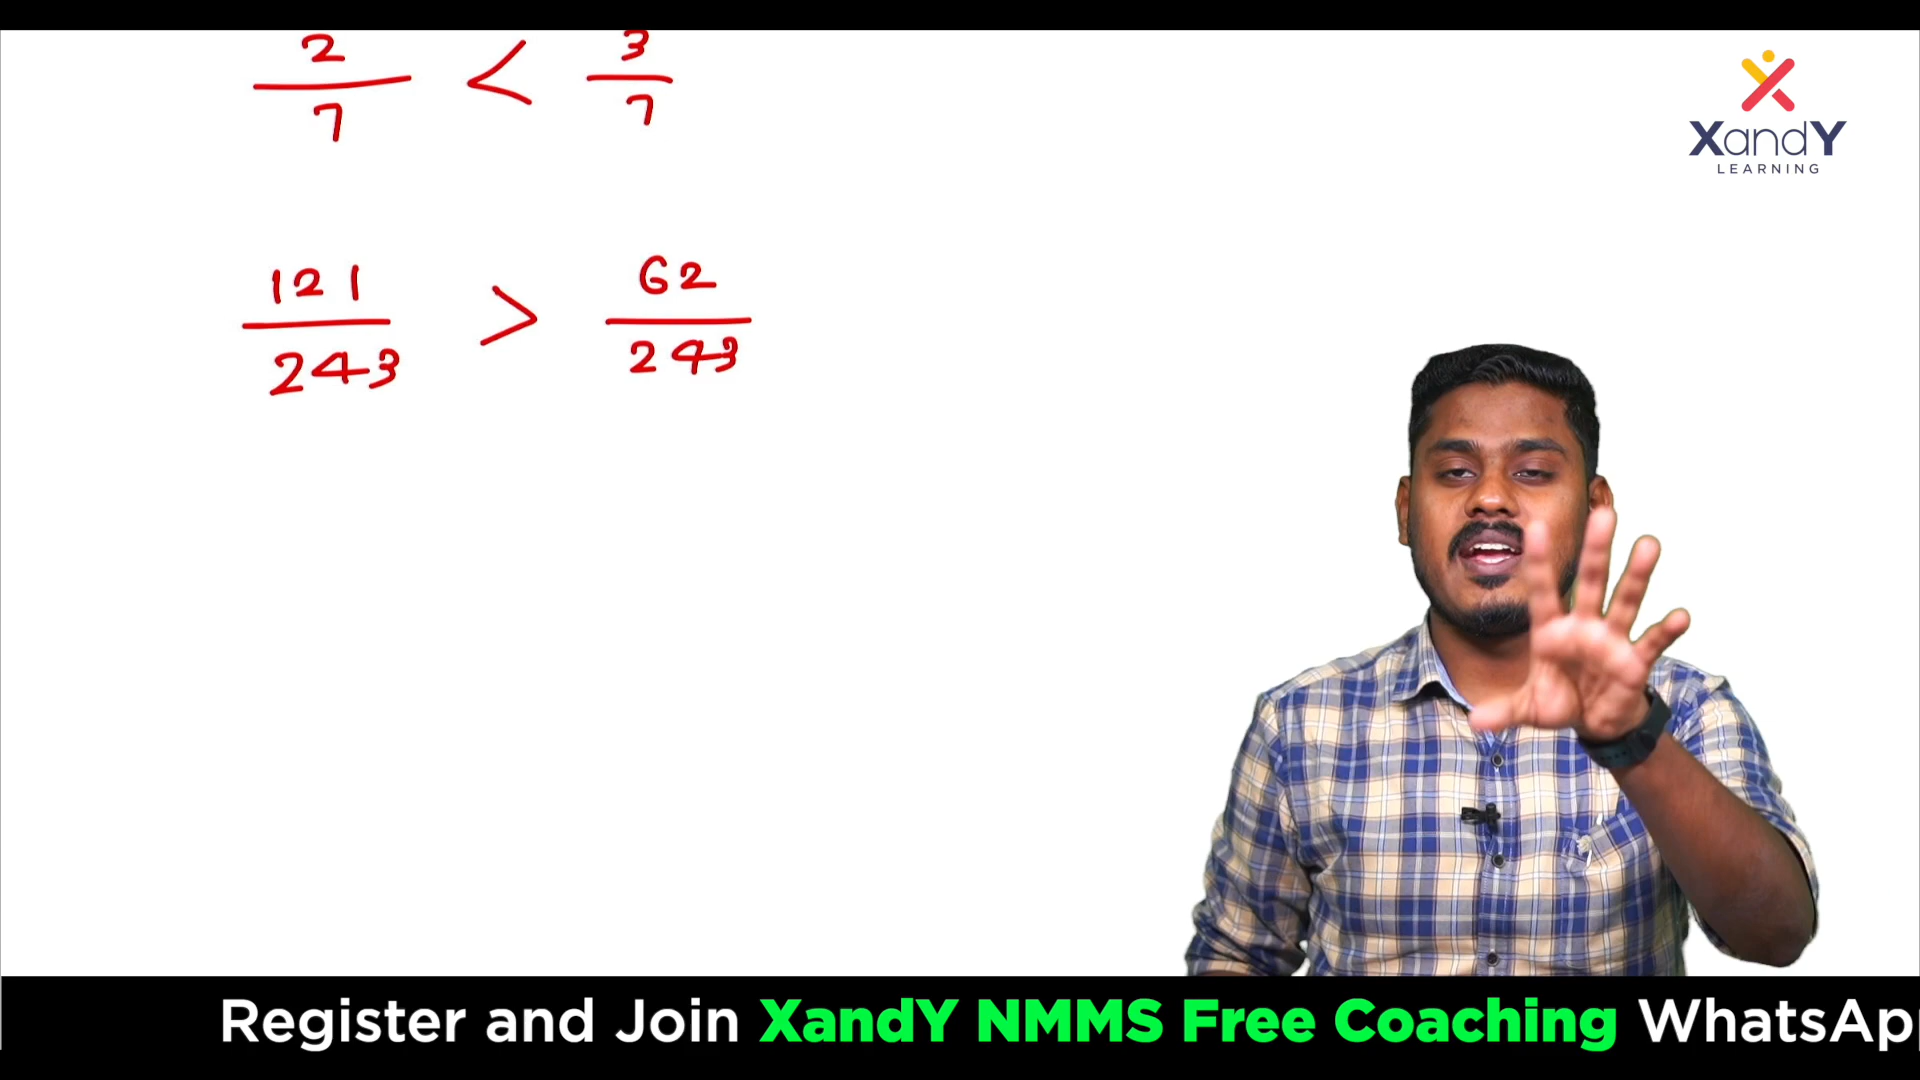 2/7 < 3/7
121/243 > 62/243
XandY
LEARNING
Register and Join XandY NMMS Free Coaching WhatsAp